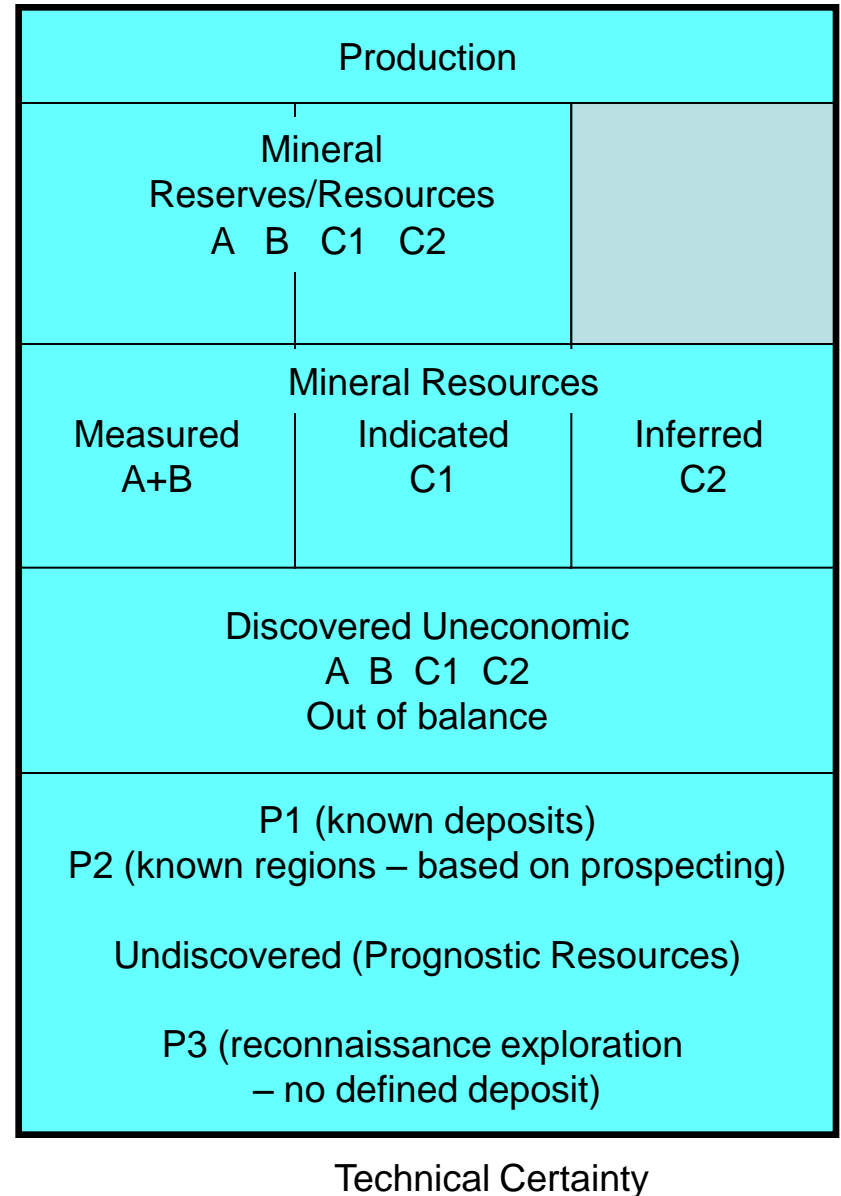 Production
Mineral
Reserves/Resources
A B C1 C2
Mineral Resources
Measured Indicated Inferred
A+B C1 C2
Discovered Uneconomic
A B C1 C2
Out of balance
P1 (known deposits)
P2 (known regions – based on prospecting)
Undiscovered (Prognostic Resources)
P3 (reconnaissance exploration
– no defined deposit)
Technical Certainty